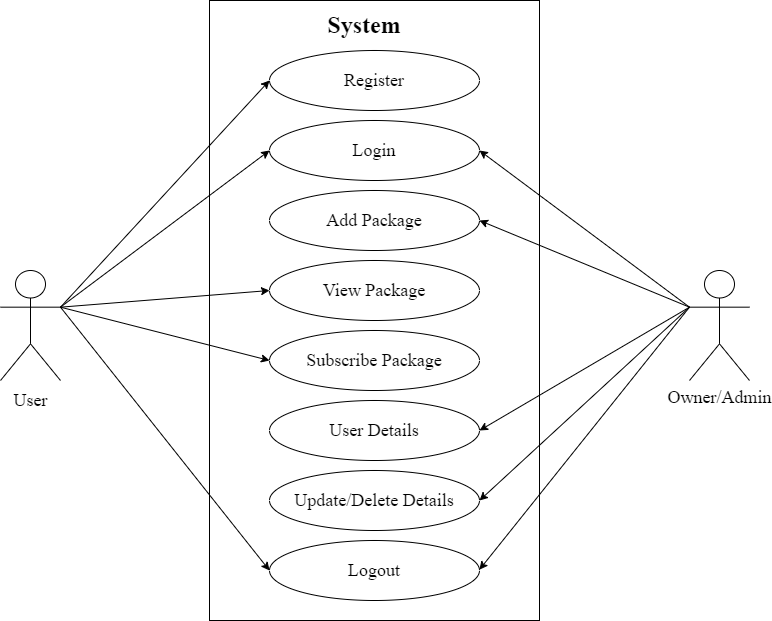 System
Register
Login
Add Package
View Package
Subscribe Package
User Details
Update/Delete Details
Logout
User
Owner/Admin